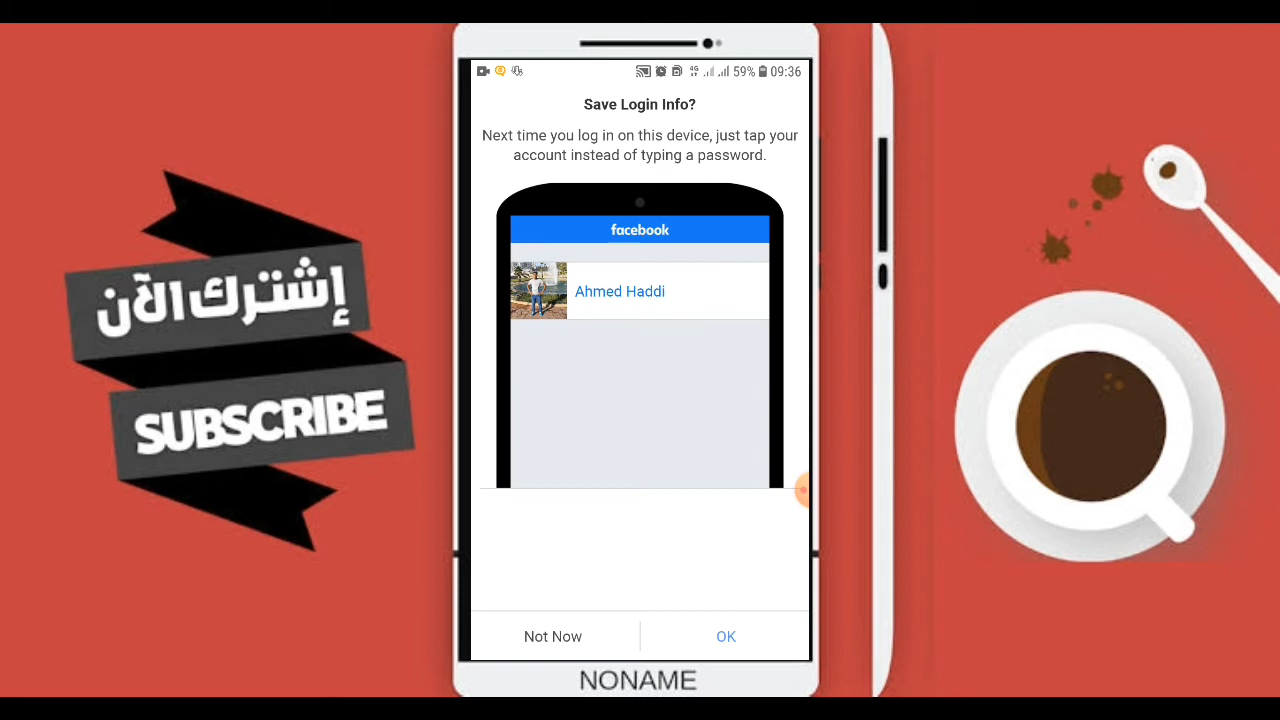 إشترك الآن
SUBSCRIBE
4G
59%
09:36
Save Login Info?
Next time you log in on this device, just tap your
account instead of typing a password.
facebook
Ahmed Haddi
Not Now
OK
NONAME